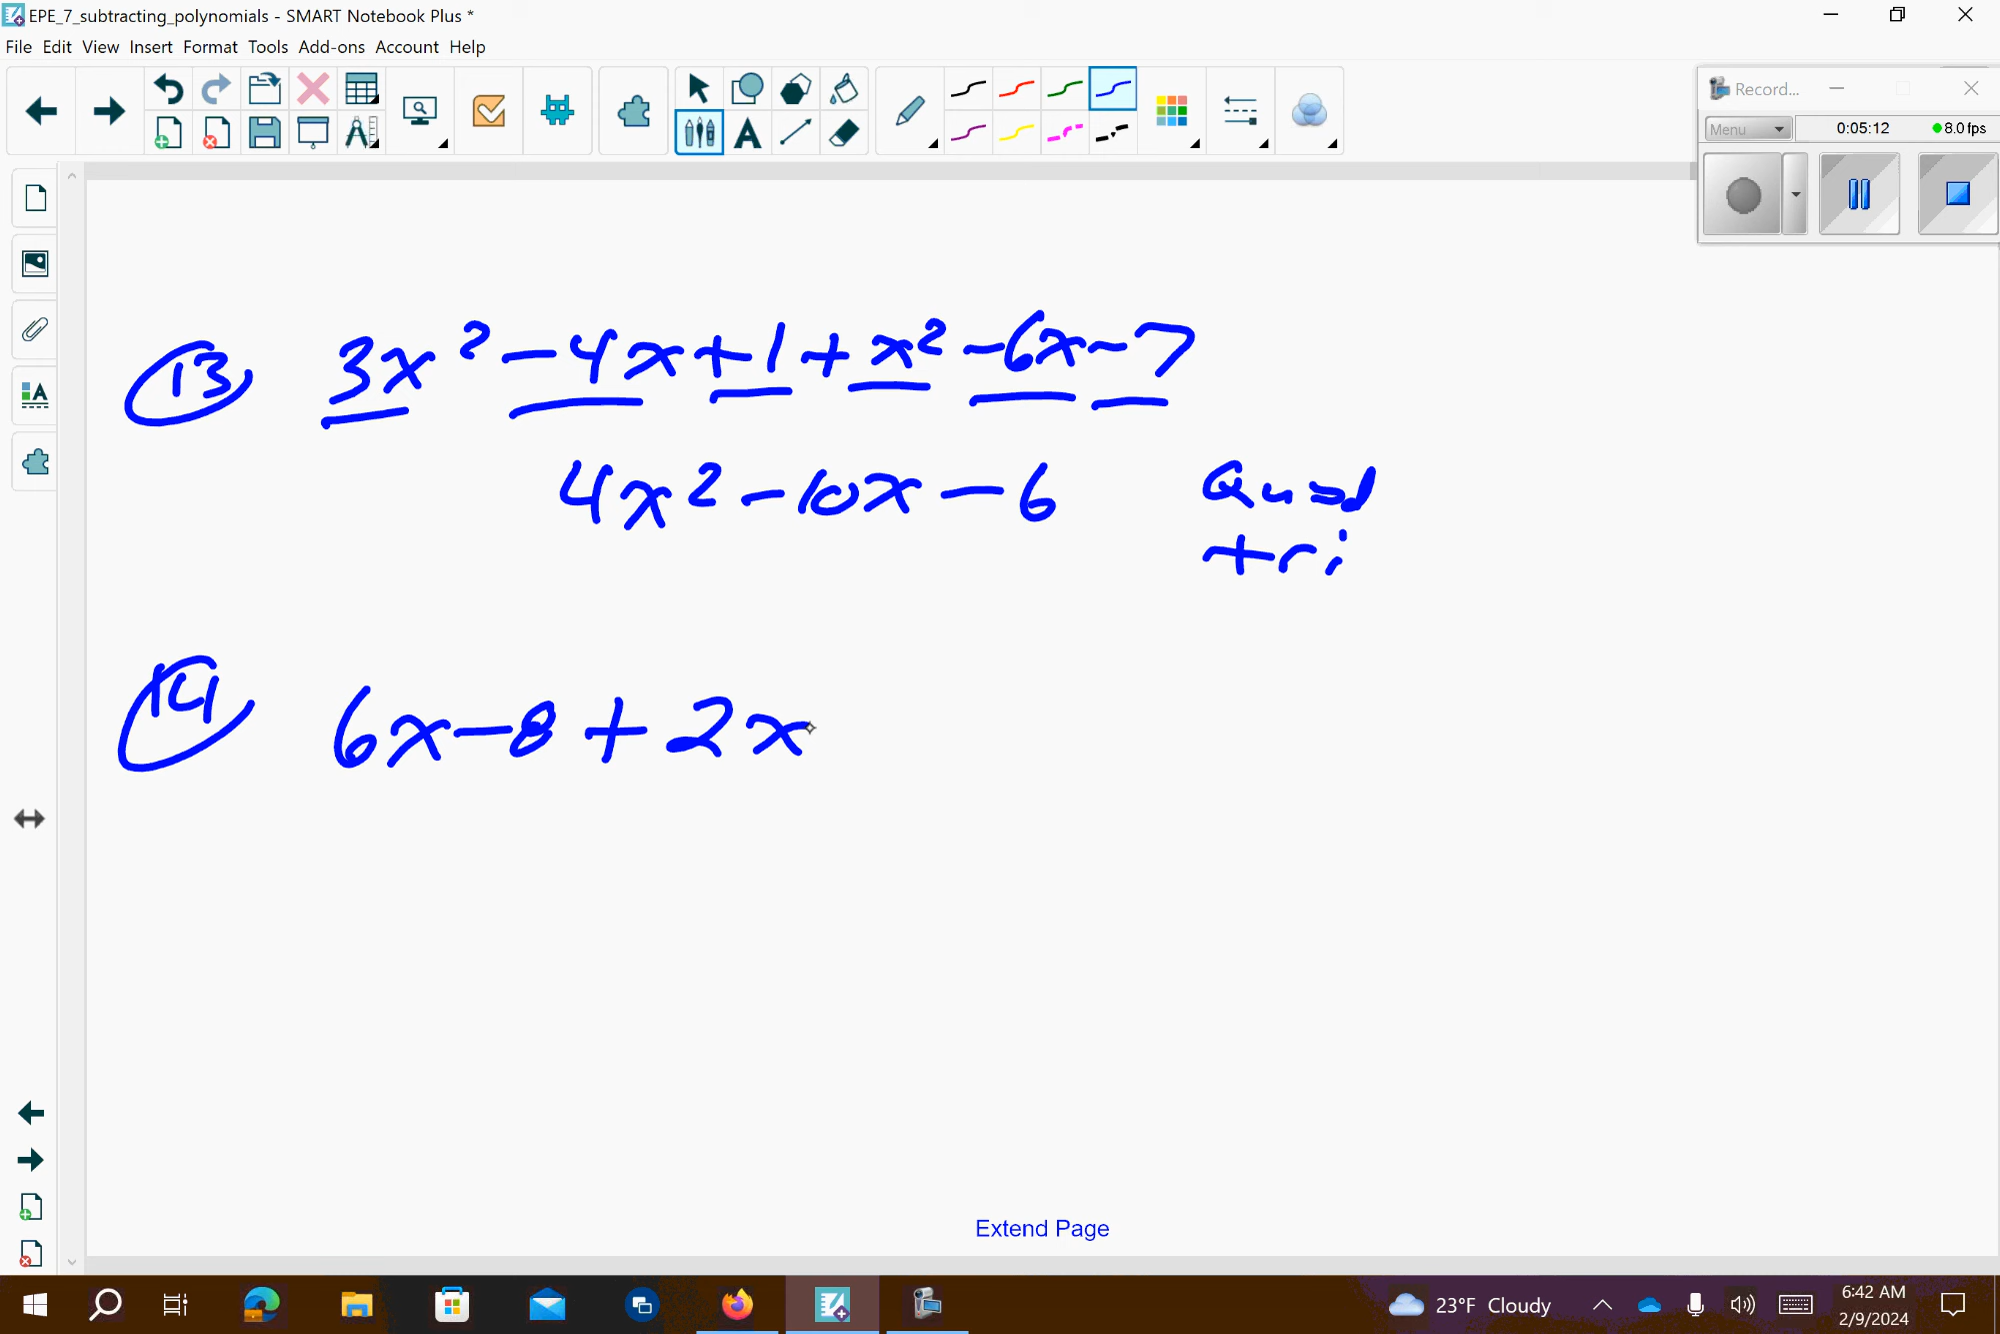 EPE_7_subtracting_polynomials - SMART Notebook Plus *
File Edit View Insert Format Tools Add-ons Account Help
Record...
Menu 0:05:12 8.0 fps
13 3x² - 4x + 1 + x² - 6x - 7
4x² - 10x - 6 Quad
tri
14 6x - 8 + 2x
Extend Page
23°F Cloudy
6:42 AM
2/9/2024